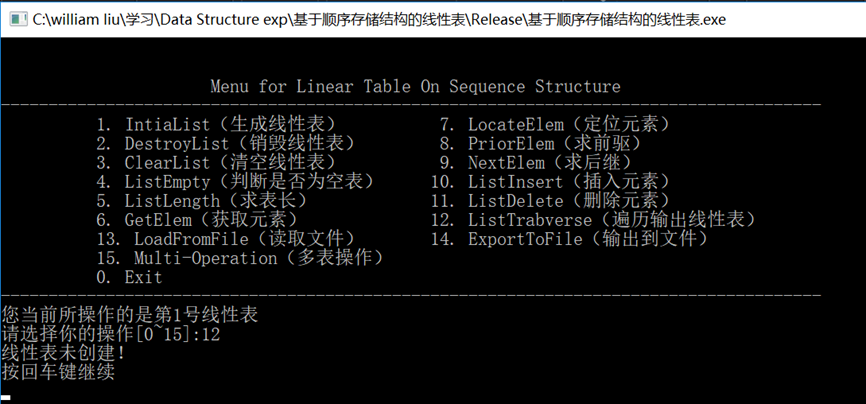 C:\william liu\学习\Data Structure exp\基于顺序存储结构的线性表\Release\基于顺序存储结构的线性表.exe
Menu for Linear Table On Sequence Structure
1. IntiaList（生成线性表） 7. LocateElem（定位元素）
2. DestroyList（销毁线性表） 8. PriorElem（求前驱）
3. ClearList（清空线性表） 9. NextElem（求后继）
4. ListEmpty（判断是否为空表） 10. ListInsert（插入元素）
5. ListLength（求表长） 11. ListDelete（删除元素）
6. GetElem（获取元素） 12. ListTrabverse（遍历输出线性表）
13. LoadFromFile（读取文件） 14. ExportToFile（输出到文件）
15. Multi-Operation（多表操作）
0. Exit
您当前所操作的是第1号线性表
请选择你的操作[0~15]:12
线性表未创建!
按回车键继续